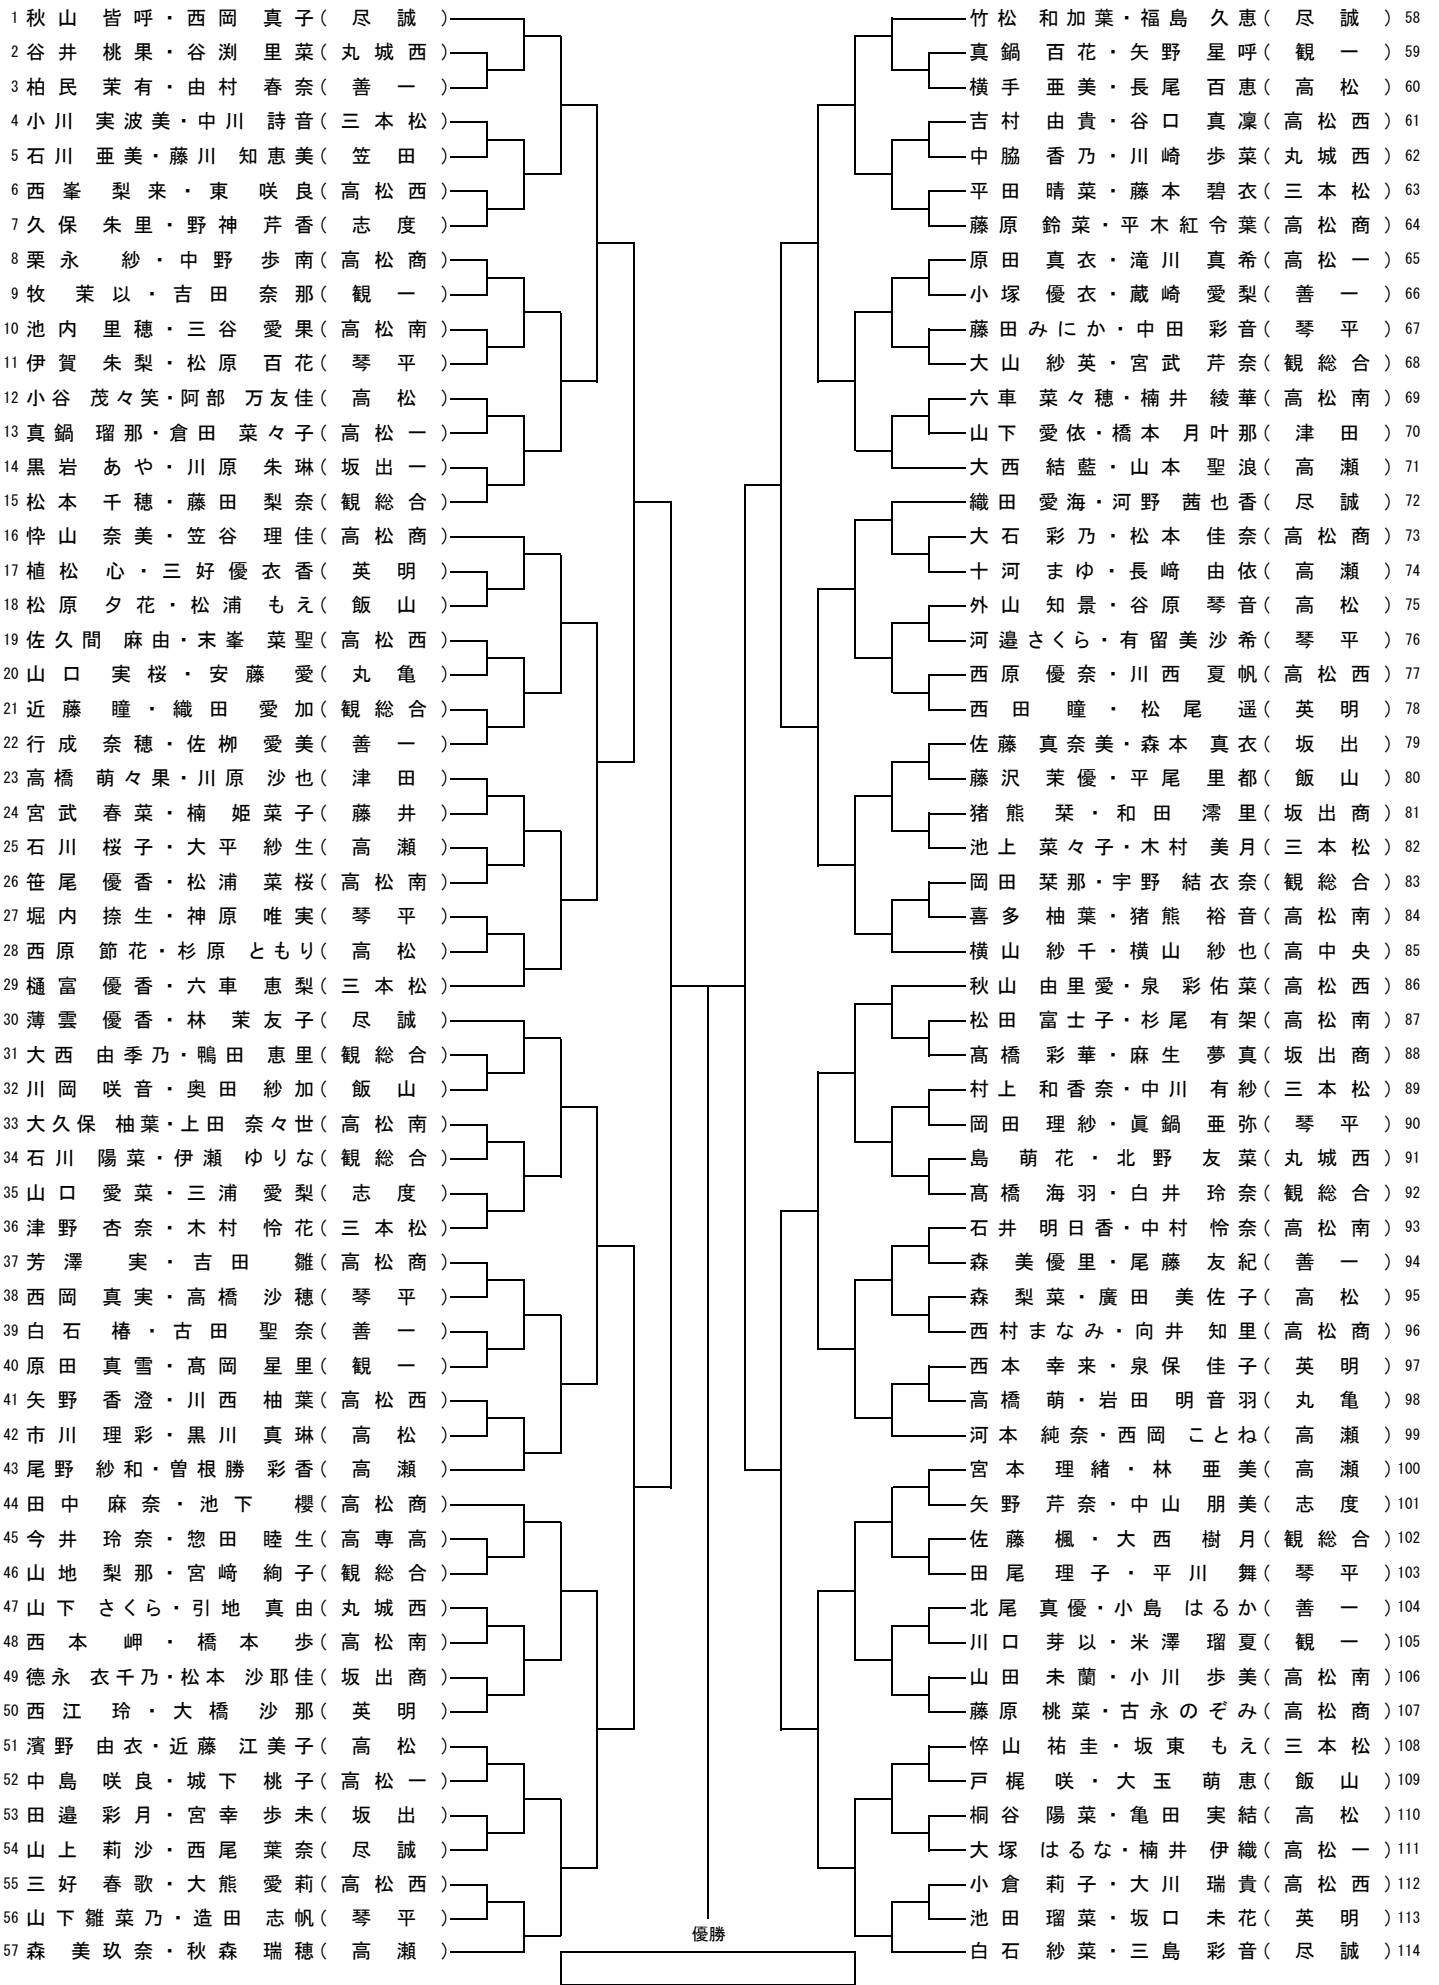 1 秋山 皆呼・西岡 真子(尽誠)
2 谷井 桃果・谷渕 里菜(丸城西)
3 柏民 茉有・由村 春奈(善一)
4 小川 実波美・中川 詩音(三本松)
5 石川 亜美・藤川 知恵美(笠田)
6 西峯 梨来・東 咲良(高松西)
7 久保 朱里・野神 芹香(志度)
8 栗永 紗・中野 歩南(高松商)
9 牧 茉以・吉田 奈那(観一)
10 池内 里穂・三谷 愛果(高松南)
11 伊賀 朱梨・松原 百花(琴平)
12 小谷 茂々笑・阿部 万友佳(高松)
13 真鍋 瑠那・倉田 菜々子(高松一)
14 黒岩 あや・川原 朱琳(坂出一)
15 松本 千穂・藤田 梨奈(観総合)
16 忰山 奈美・笠谷 理佳(高松商)
17 植松 心・三好優衣香(英明)
18 松原 夕花・松浦 もえ(飯山)
19 佐久間 麻由・末峯 菜聖(高松西)
20 山口 実桜・安藤 愛(丸亀)
21 近藤 瞳・織田 愛加(観総合)
22 行成 奈穂・佐栁 愛美(善一)
23 高橋 萌々果・川原 沙也(津田)
24 宮武 春菜・楠 姫菜子(藤井)
25 石川 桜子・大平 紗生(高瀬)
26 笹尾 優香・松浦 菜桜(高松南)
27 堀内 捺生・神原 唯実(琴平)
28 西原 節花・杉原 ともり(高松)
29 樋富 優香・六車 恵梨(三本松)
30 薄雲 優香・林 茉友子(尽誠)
31 大西 由季乃・鴨田 恵里(観総合)
32 川岡 咲音・奥田 紗加(飯山)
33 大久保 柚葉・上田 奈々世(高松南)
34 石川 陽菜・伊瀬 ゆりな(観総合)
35 山口 愛菜・三浦 愛梨(志度)
36 津野 杏奈・木村 怜花(三本松)
37 芳澤 実・吉田 雛(高松商)
38 西岡 真実・高橋 沙穂(琴平)
39 白石 椿・古田 聖奈(善一)
40 原田 真雪・髙岡 星里(観一)
41 矢野 香澄・川西 柚葉(高松西)
42 市川 理彩・黒川 真琳(高松)
43 尾野 紗和・曽根勝 彩香(高瀬)
44 田中 麻奈・池下 櫻(高松商)
45 今井 玲奈・惣田 睦生(高専高)
46 山地 梨那・宮﨑 絢子(観総合)
47 山下 さくら・引地 真由(丸城西)
48 西本 岬・橋本 歩(高松南)
49 德永 衣千乃・松本 沙耶佳(坂出商)
50 西江 玲・大橋 沙那(英明)
51 濱野 由衣・近藤 江美子(高松)
52 中島 咲良・城下 桃子(高松一)
53 田邉 彩月・宮幸 歩未(坂出)
54 山上 莉沙・西尾 葉奈(尽誠)
55 三好 春歌・大熊 愛莉(高松西)
56 山下雛菜乃・造田 志帆(琴平)
57 森 美玖奈・秋森 瑞穂(高瀬)
竹松 和加葉・福島 久恵(尽誠) 58
真鍋 百花・矢野 星呼(観一) 59
横手 亜美・長尾 百恵(高松) 60
吉村 由貴・谷口 真凜(高松西) 61
中脇 香乃・川崎 歩菜(丸城西) 62
平田 晴菜・藤本 碧衣(三本松) 63
藤原 鈴菜・平木紅令葉(高松商) 64
原田 真衣・滝川 真希(高松一) 65
小塚 優衣・蔵崎 愛梨(善一) 66
藤田みにか・中田 彩音(琴平) 67
大山 紗英・宮武 芹奈(観総合) 68
六車 菜々穂・楠井 綾華(高松南) 69
山下 愛依・橋本 月叶那(津田) 70
大西 結藍・山本 聖浪(高瀬) 71
織田 愛海・河野 茜也香(尽誠) 72
大石 彩乃・松本 佳奈(高松商) 73
十河 まゆ・長﨑 由依(高瀬) 74
外山 知景・谷原 琴音(高松) 75
河邉さくら・有留美沙希(琴平) 76
西原 優奈・川西 夏帆(高松西) 77
西田 瞳・松尾 遥(英明) 78
佐藤 真奈美・森本 真衣(坂出) 79
藤沢 茉優・平尾 里都(飯山) 80
猪熊 栞・和田 澪里(坂出商) 81
池上 菜々子・木村 美月(三本松) 82
岡田 栞那・宇野 結衣奈(観総合) 83
喜多 柚葉・猪熊 裕音(高松南) 84
横山 紗千・横山 紗也(高中央) 85
秋山 由里愛・泉 彩佑菜(高松西) 86
松田 富士子・杉尾 有架(高松南) 87
髙橋 彩華・麻生 夢真(坂出商) 88
村上 和香奈・中川 有紗(三本松) 89
岡田 理紗・眞鍋 亜弥(琴平) 90
島 萌花・北野 友菜(丸城西) 91
髙橋 海羽・白井 玲奈(観総合) 92
石井 明日香・中村 怜奈(高松南) 93
森 美優里・尾藤 友紀(善一) 94
森 梨菜・廣田 美佐子(高松) 95
西村まなみ・向井 知里(高松商) 96
西本 幸来・泉保 佳子(英明) 97
高橋 萌・岩田 明音羽(丸亀) 98
河本 純奈・西岡 ことね(高瀬) 99
宮本 理緒・林 亜美(高瀬) 100
矢野 芹奈・中山 朋美(志度) 101
佐藤 楓・大西 樹月(観総合) 102
田尾 理子・平川 舞(琴平) 103
北尾 真優・小島 はるか(善一) 104
川口 芽以・米澤 瑠夏(観一) 105
山田 未蘭・小川 歩美(高松南) 106
藤原 桃菜・古永のぞみ(高松商) 107
悴山 祐圭・坂東 もえ(三本松) 108
戸梶 咲・大玉 萌恵(飯山) 109
桐谷 陽菜・亀田 実結(高松) 110
大塚 はるな・楠井 伊織(高松一) 111
小倉 莉子・大川 瑞貴(高松西) 112
池田 瑠菜・坂口 未花(英明) 113
白石 紗菜・三島 彩音(尽誠) 114
優勝